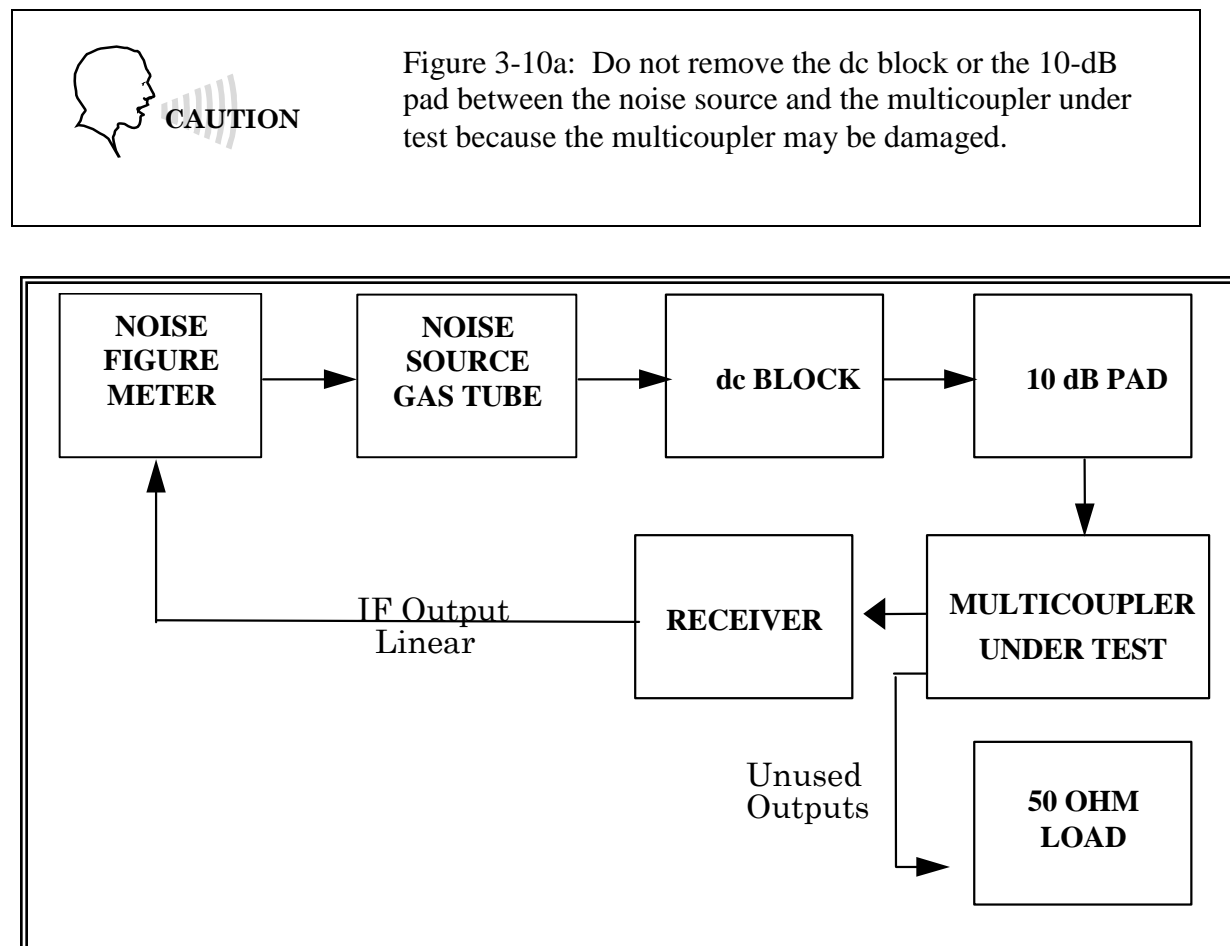 CAUTION
Figure 3-10a:  Do not remove the dc block or the 10-dB
pad between the noise source and the multicoupler under
test because the multicoupler may be damaged.
NOISE
FIGURE
METER
NOISE
SOURCE
GAS TUBE
dc BLOCK
10 dB PAD
MULTICOUPLER
UNDER TEST
RECEIVER
IF Output
Linear
Unused
Outputs
50 OHM
LOAD